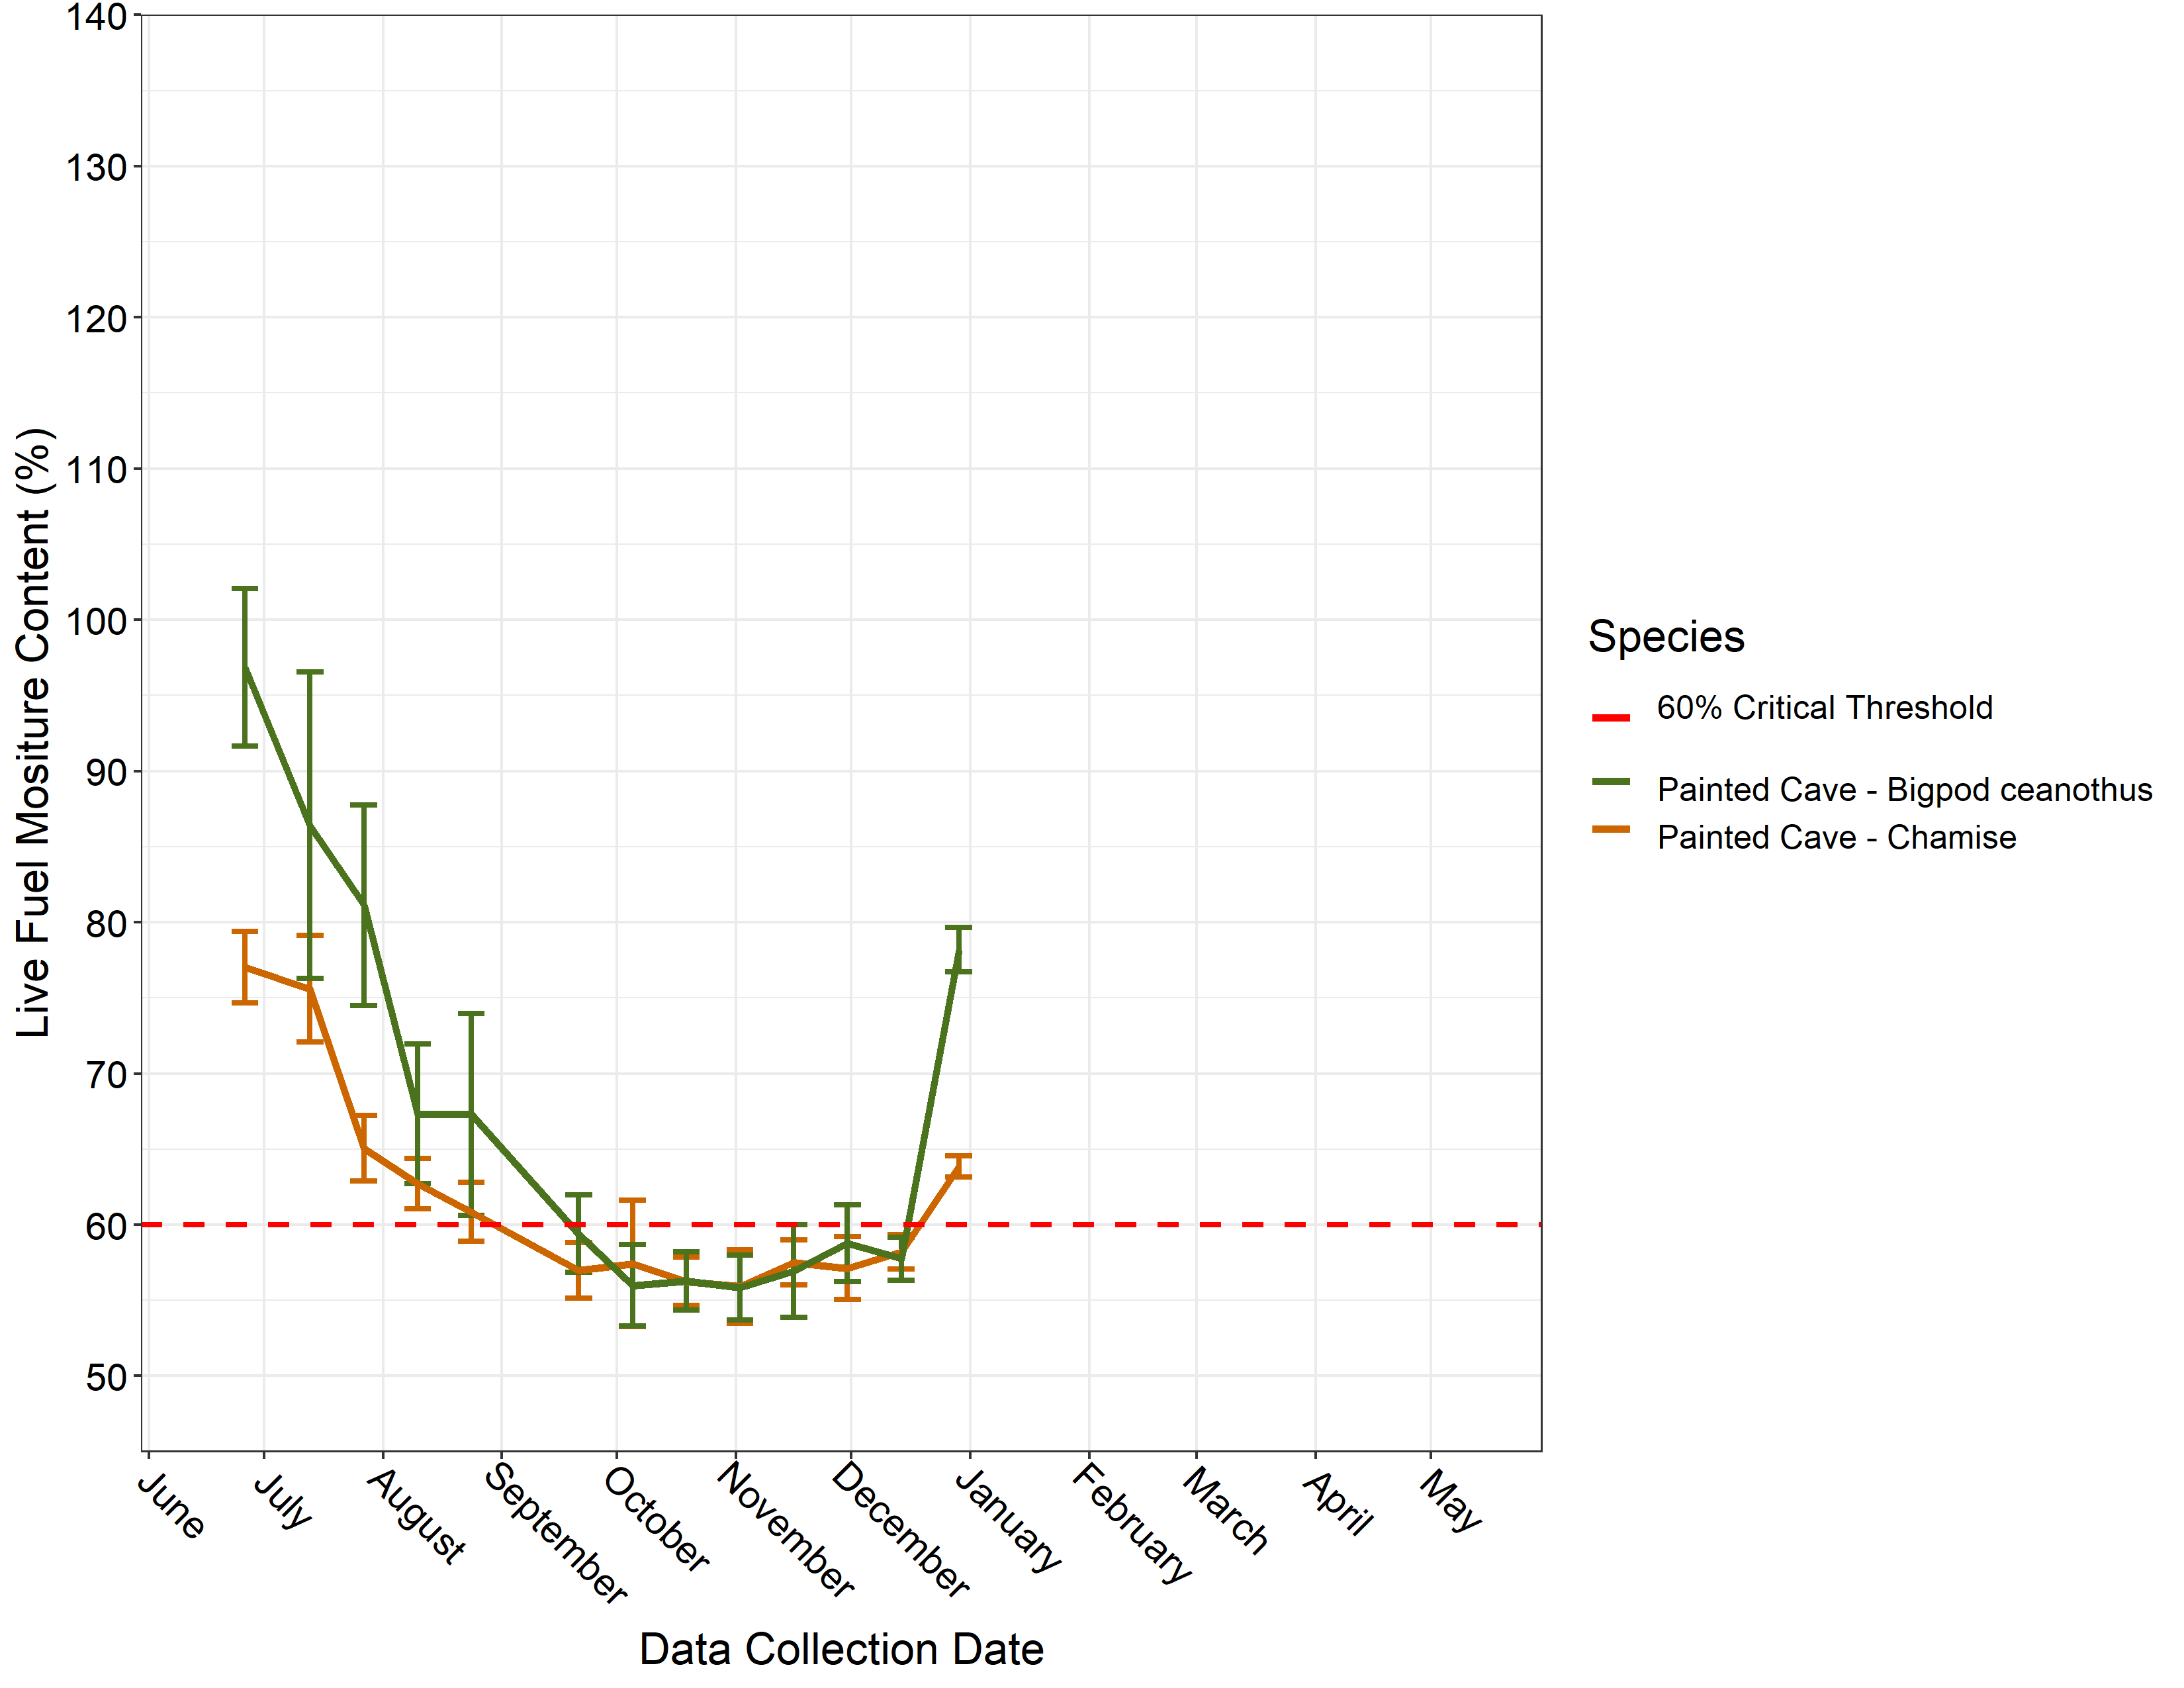 140
130
120
110
100
90
80
70
60
50
Live Fuel Mositure Content (%)
June
July
August
September
October
November
December
January
February
March
April
May
Data Collection Date
Species
60% Critical Threshold
Painted Cave - Bigpod ceanothus
Painted Cave - Chamise